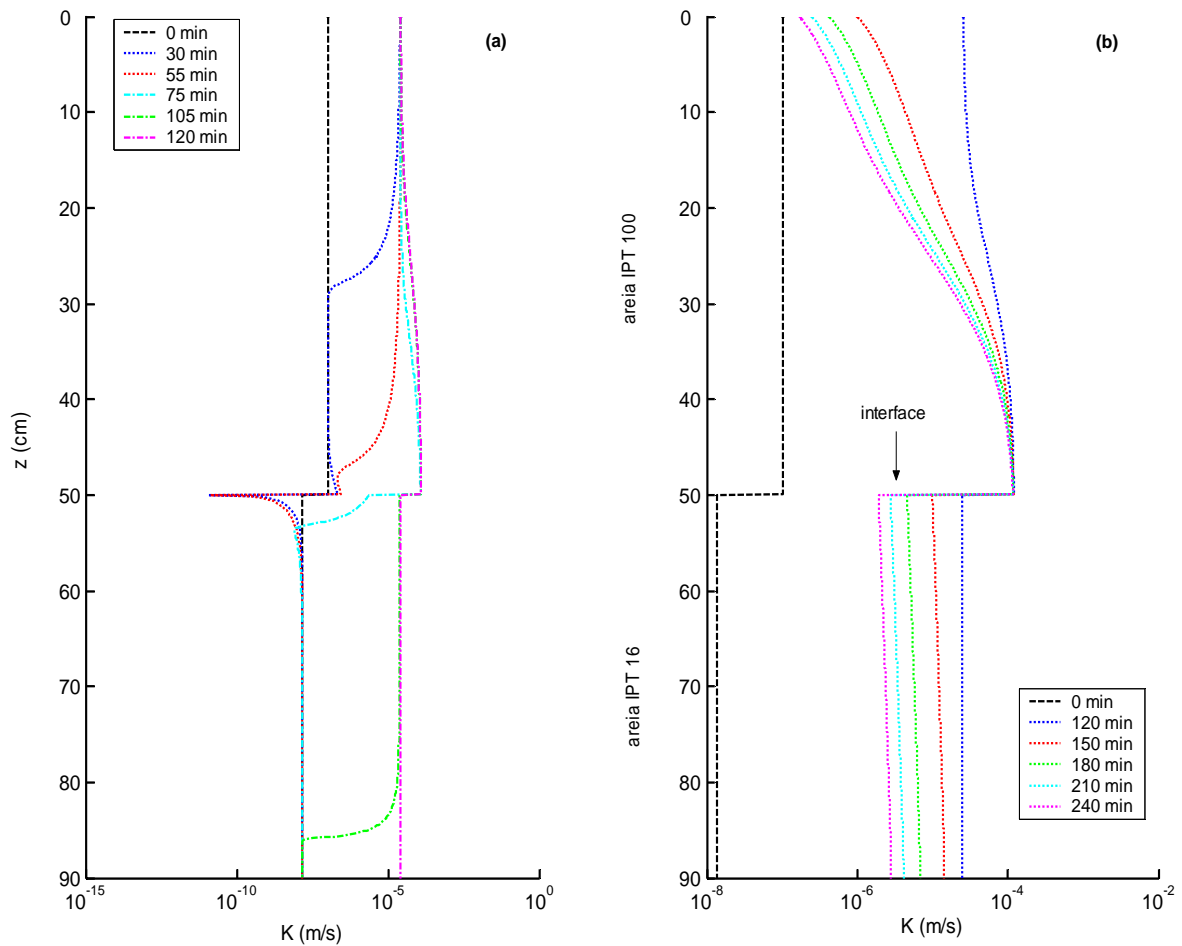 0
10
20
30
40
50
60
70
80
90
z (cm)
0 min
30 min
55 min
75 min
105 min
120 min
(a)
10^-15
10^-10
10^-5
10^0
K (m/s)
0
10
20
30
40
50
60
70
80
90
areia IPT 100
areia IPT 16
(b)
interface
0 min
120 min
150 min
180 min
210 min
240 min
10^-8
10^-6
10^-4
10^-2
K (m/s)